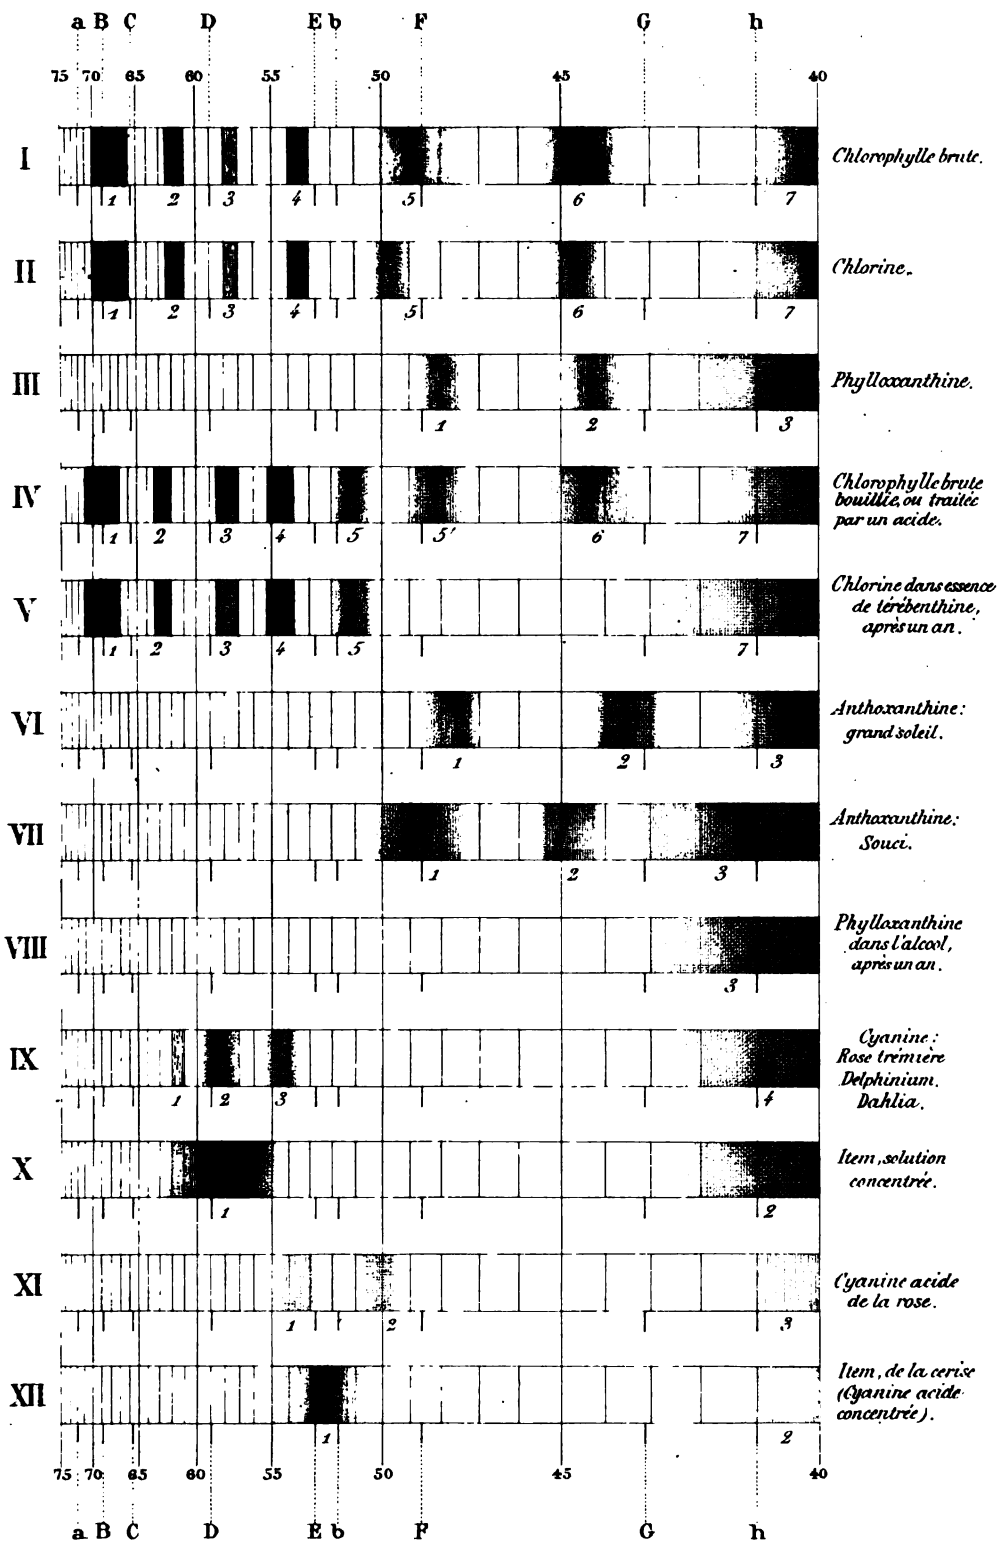 a B C D E b F G h
75 70 65 60 55 50 45 40
I
Chlorophylle brute.
1 2 3 4 5 6 7
II
Chlorine.
1 2 3 4 5 6 7
III
Phylloxanthine.
1 2 3
IV
Chlorophylle brute
bouillie, ou traitée
par un acide.
1 2 3 4 5 5' 6 7
V
Chlorine dans essence
de térébenthine,
après un an.
1 2 3 4 5 7
VI
Anthoxanthine:
grand soleil.
1 2 3
VII
Anthoxanthine:
Souci.
1 2 3
VIII
Phylloxanthine
dans l'alcool,
après un an.
3
IX
Cyanine:
Rose trémière
Delphinium.
Dahlia.
1 2 3 4
X
Item, solution
concentrée.
1 2
XI
Cyanine acide
de la rose.
1 2 3
XII
Item, de la cerise
(Cyanine acide
concentrée).
1 2
75 70 65 60 55 50 45 40
a B C D E b F G h